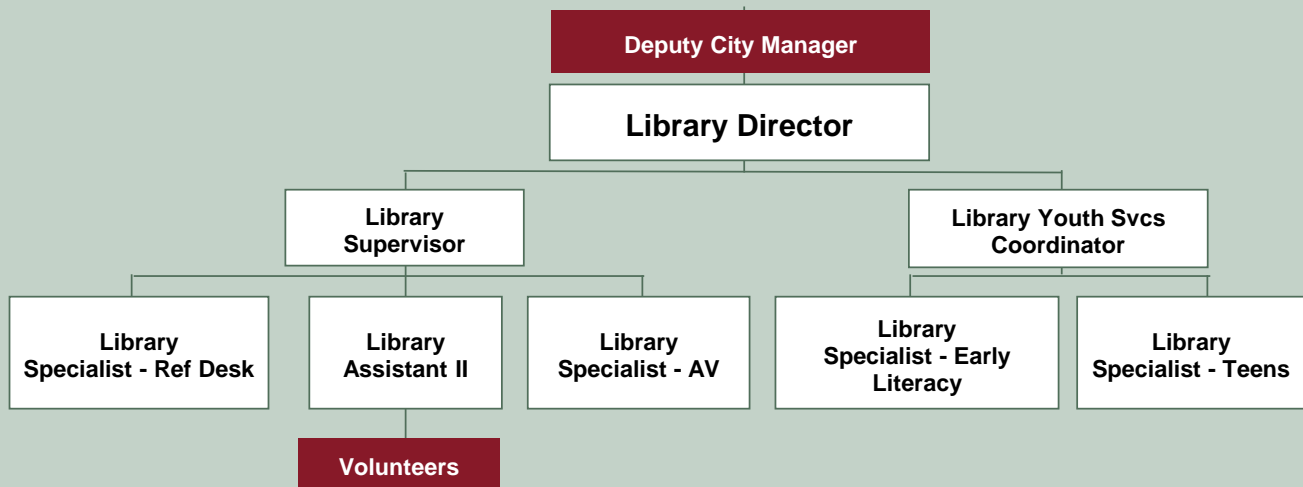 Deputy City Manager
Library Director
Library
Supervisor
Library Youth Svcs
Coordinator
Library
Specialist - Ref Desk
Library
Assistant II
Library
Specialist - AV
Library
Specialist - Early
Literacy
Library
Specialist - Teens
Volunteers